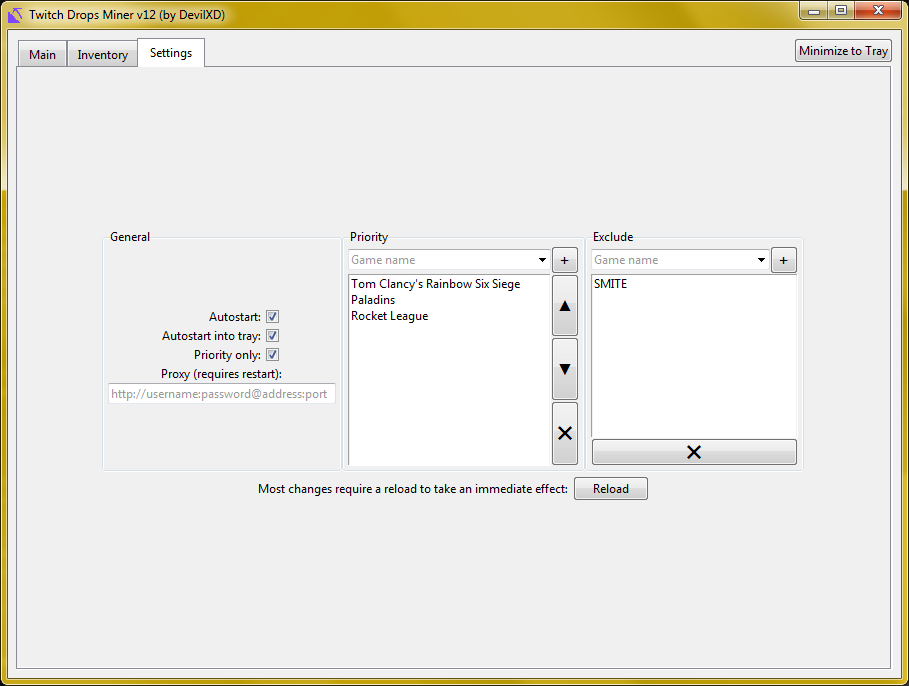 Twitch Drops Miner v12 (by DevilXD)
Main
Inventory
Settings
Minimize to Tray
General
Autostart:
Autostart into tray:
Priority only:
Proxy (requires restart):
http://username:password@address:port
Priority
Game name
+
Tom Clancy's Rainbow Six Siege
Paladins
Rocket League
Exclude
Game name
+
SMITE
Most changes require a reload to take an immediate effect:
Reload